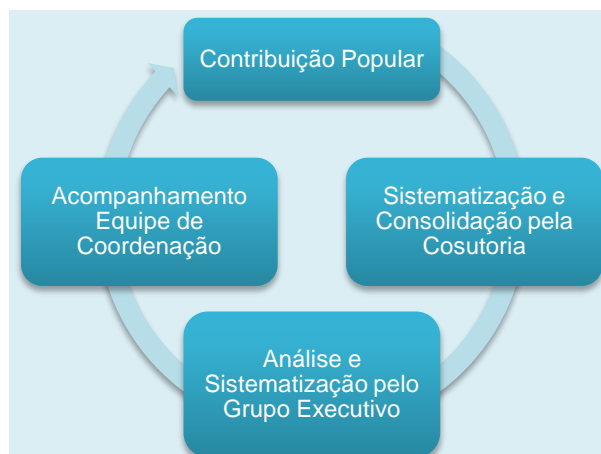 Contribuição Popular
Sistematização e
Consolidação pela
Cosutoria
Análise e
Sistematização pelo
Grupo Executivo
Acompanhamento
Equipe de
Coordenação